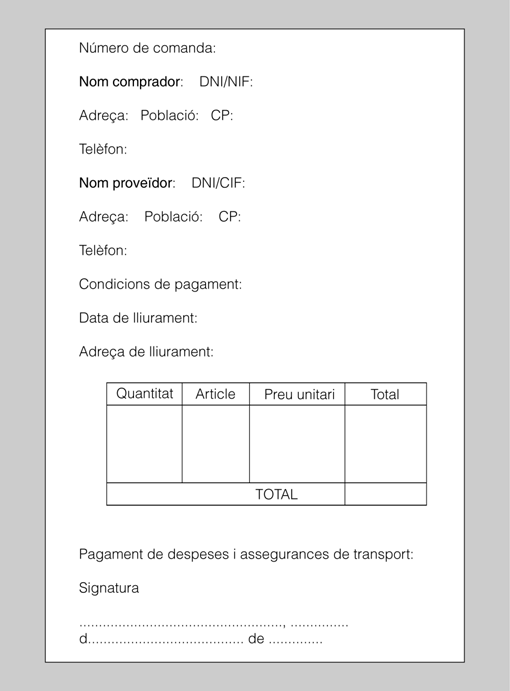 Número de comanda:
Nom comprador: DNI/NIF:
Adreça: Població: CP:
Telèfon:
Nom proveïdor: DNI/CIF:
Adreça: Població: CP:
Telèfon:
Condicions de pagament:
Data de lliurament:
Adreça de lliurament:
Quantitat Article Preu unitari Total
TOTAL
Pagament de despeses i assegurances de transport:
Signatura
...................................................., ...............
d........................................ de ..............